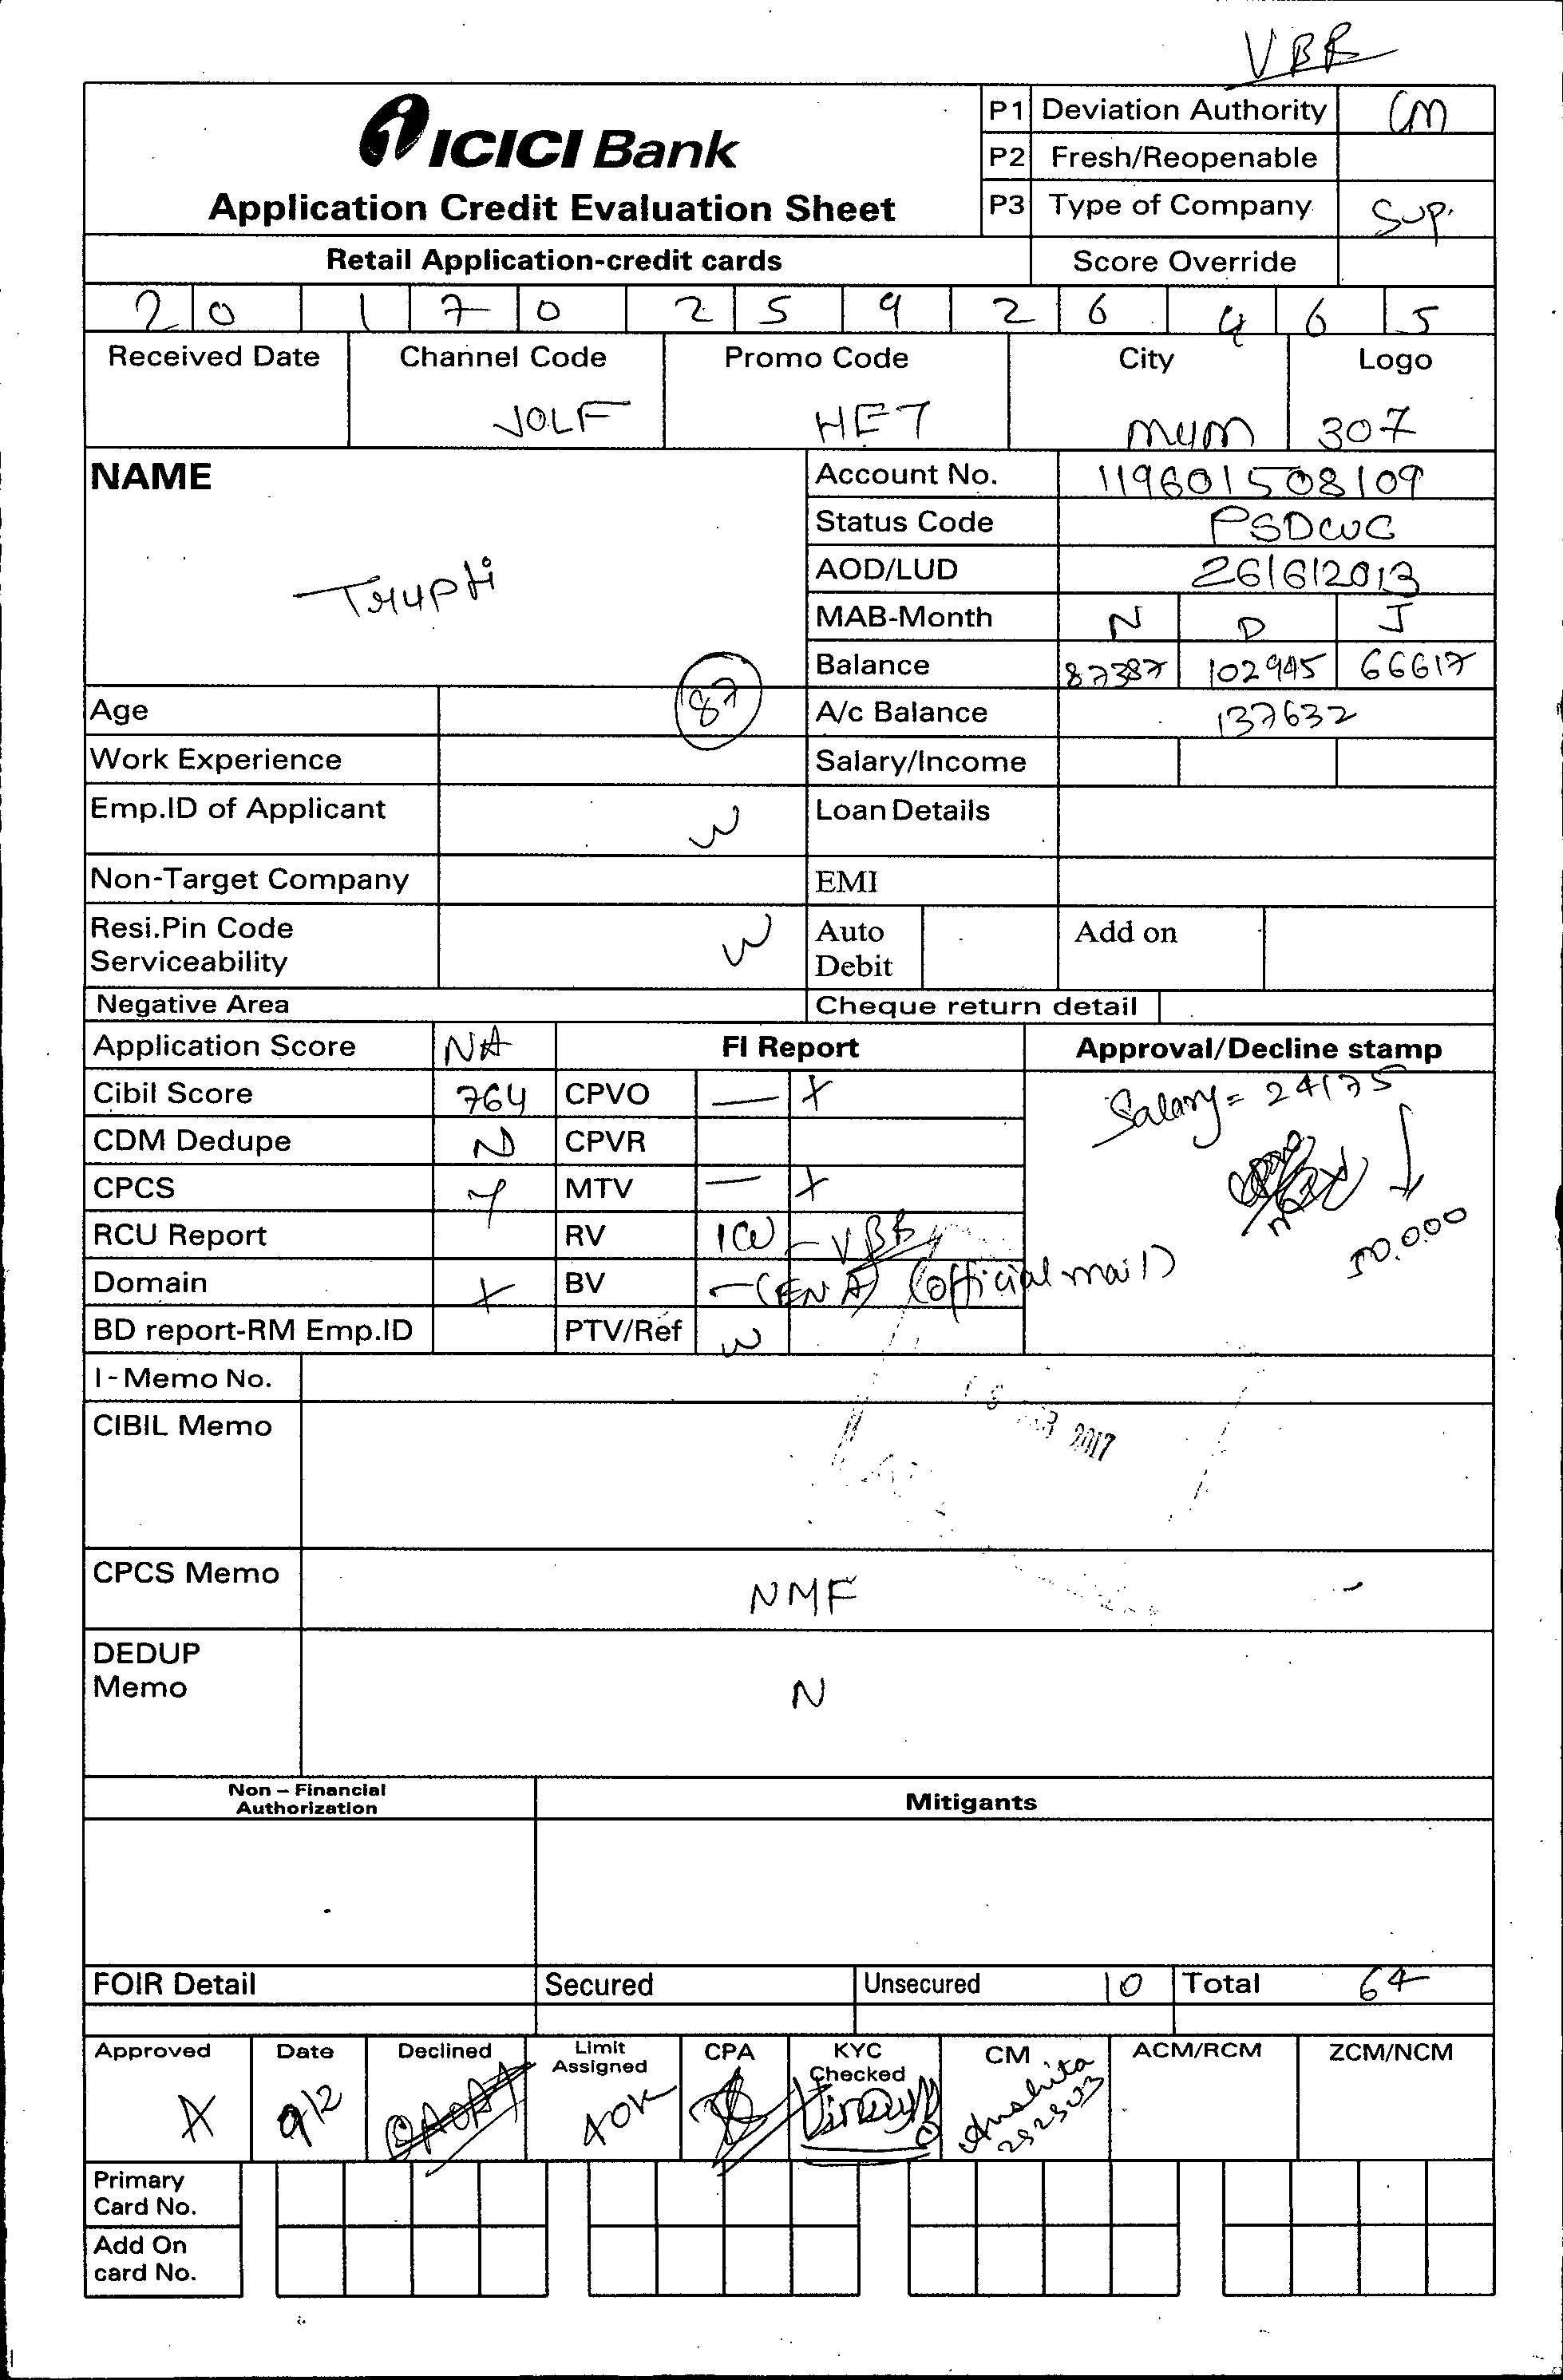 VBR
ICICI Bank
Application Credit Evaluation Sheet
P1 Deviation Authority CM
P2 Fresh/Reopenable
P3 Type of Company Sup.
Retail Application-credit cards Score Override
2 0 1 7 0 2 5 9 2 6 4 6 5
Received Date Channel Code Promo Code City Logo
JOLF HET MUM 307
NAME
Trupti
Account No. 119601508109
Status Code PSDCWC
AOD/LUD 26/6/2013
MAB-Month N D J
Balance 87387 102945 66617
Age 87 A/c Balance 137632
Work Experience Salary/Income
Emp.ID of Applicant W Loan Details
Non-Target Company EMI
Resi.Pin Code
Serviceability W
Auto
Debit
Add on
Negative Area Cheque return detail
Application Score NA FI Report Approval/Decline stamp
Cibil Score 764 CPVO — X Salary = 24175
CDM Dedupe N CPVR
CPCS Y MTV — X
RCU Report RV ICW - VBR 50.000
Domain X BV - (ENA) (official mail)
BD report-RM Emp.ID PTV/Ref W
I-Memo No.
CIBIL Memo
2017
CPCS Memo NMF
DEDUP
Memo N
Non – Financial
Authorization
Mitigants
FOIR Detail Secured Unsecured 10 Total 64
Approved Date Declined Limit
Assigned CPA KYC
Checked CM ACM/RCM ZCM/NCM
A 9/2 40K Anshita
Primary
Card No.
Add On
card No.